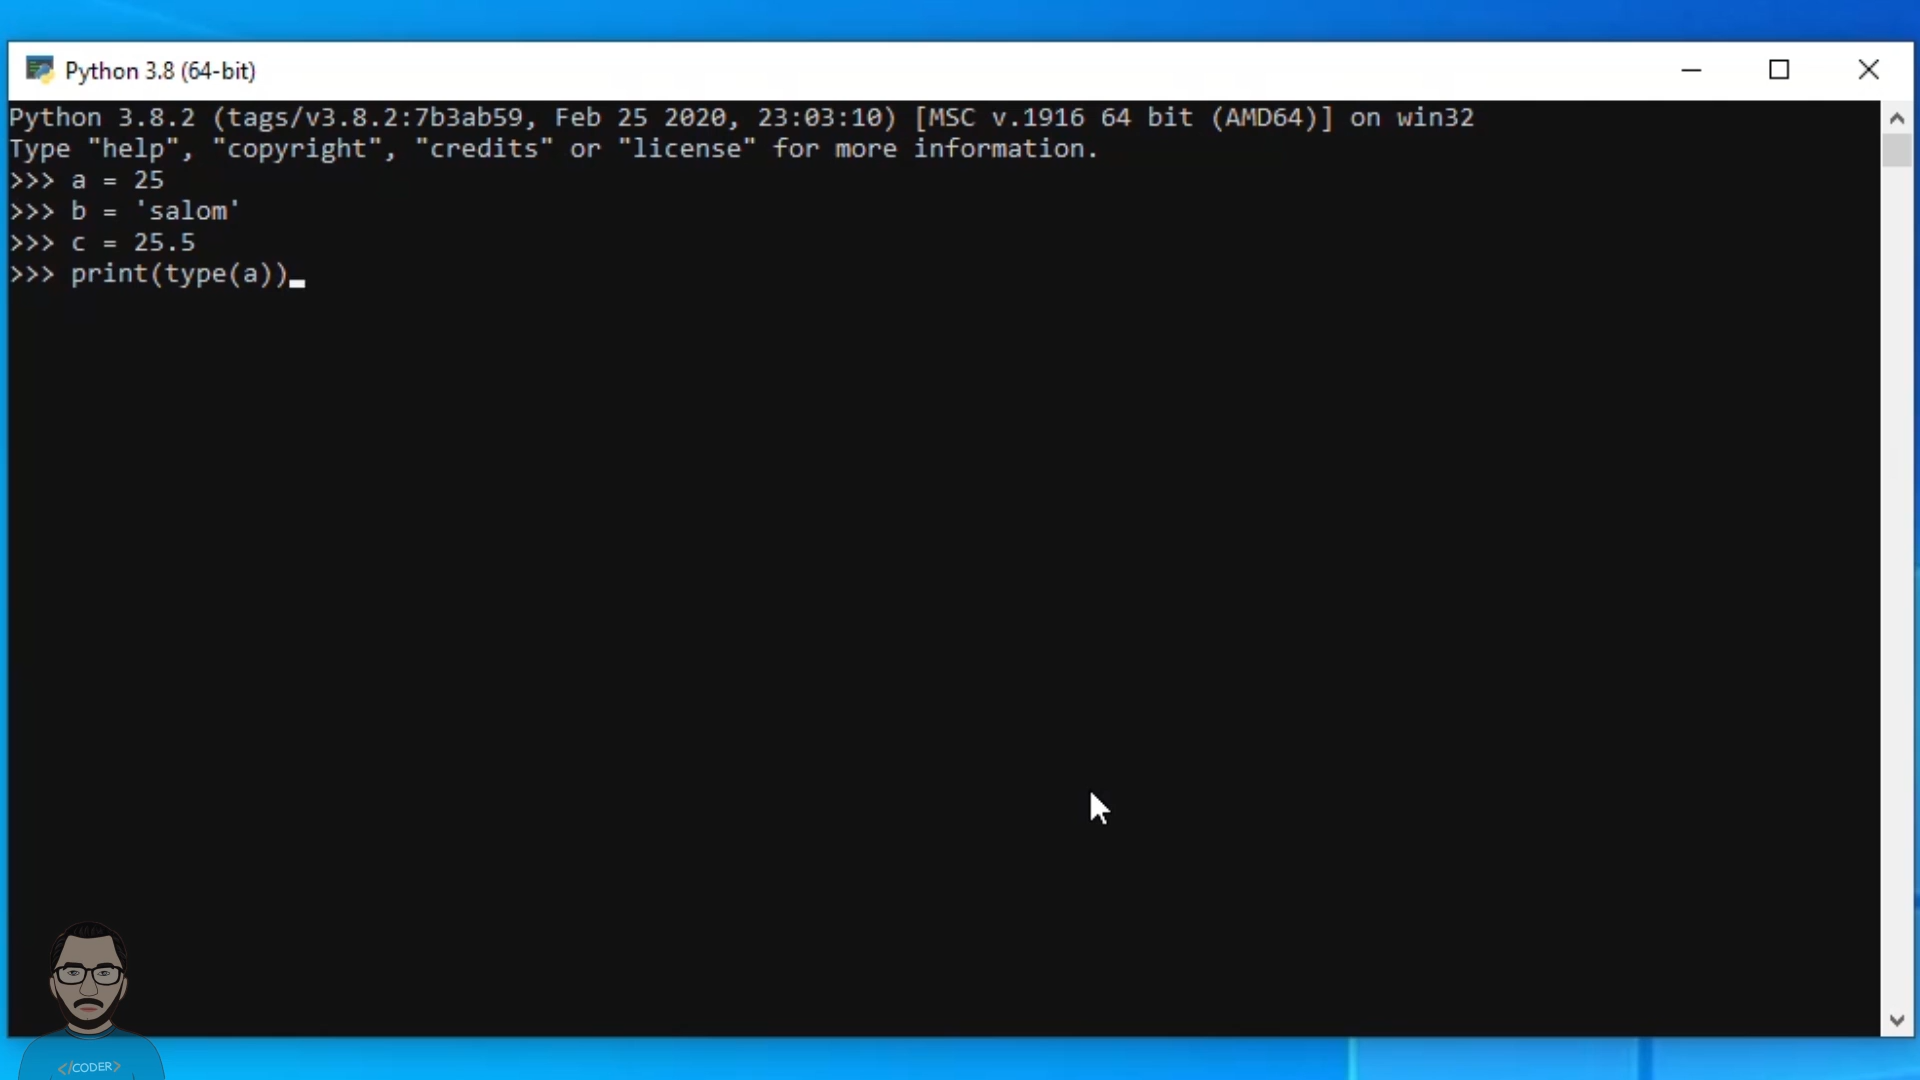 Python 3.8 (64-bit)
Python 3.8.2 (tags/v3.8.2:7b3ab59, Feb 25 2020, 23:03:10) [MSC v.1916 64 bit (AMD64)] on win32
Type "help", "copyright", "credits" or "license" for more information.
>>> a = 25
>>> b = 'salom'
>>> c = 25.5
>>> print(type(a))
</CODER>